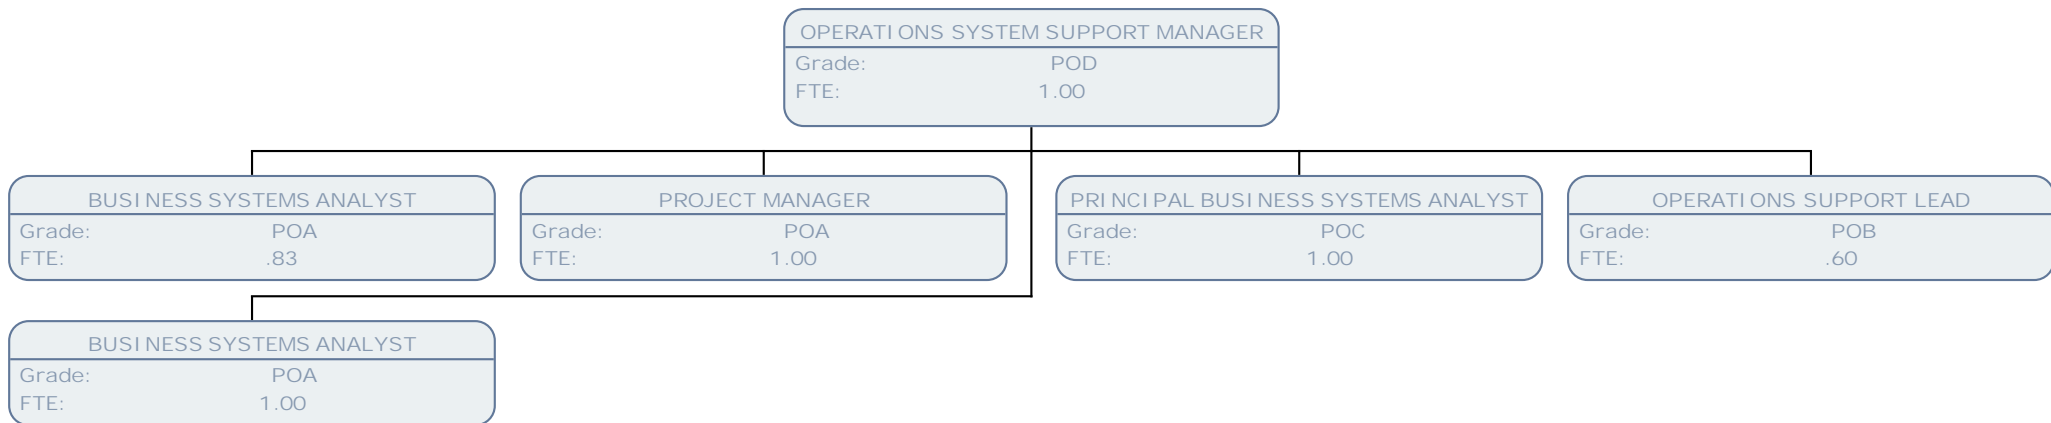 OPERATIONS SYSTEM SUPPORT MANAGER
Grade: POD
FTE: 1.00
BUSINESS SYSTEMS ANALYST
Grade: POA
FTE: .83
PROJECT MANAGER
Grade: POA
FTE: 1.00
PRINCIPAL BUSINESS SYSTEMS ANALYST
Grade: POC
FTE: 1.00
OPERATIONS SUPPORT LEAD
Grade: POB
FTE: .60
BUSINESS SYSTEMS ANALYST
Grade: POA
FTE: 1.00